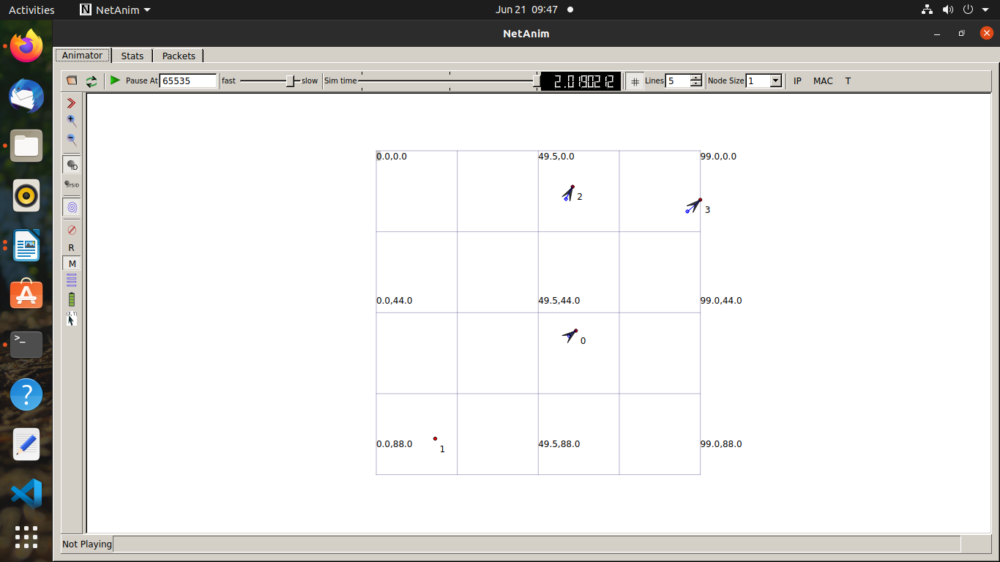 Activities NetAnim Jun 21 09:47
NetAnim
Animator Stats Packets
Pause At 65535 fast slow Sim time 2.0190212 Lines 5 Node Size 1 IP MAC T
ID
SYSID
R
M
(X,Y)
0.0,0.0 49.5,0.0 99.0,0.0
2
3
0.0,44.0 49.5,44.0 99.0,44.0
0
0.0,88.0 49.5,88.0 99.0,88.0
1
Not Playing